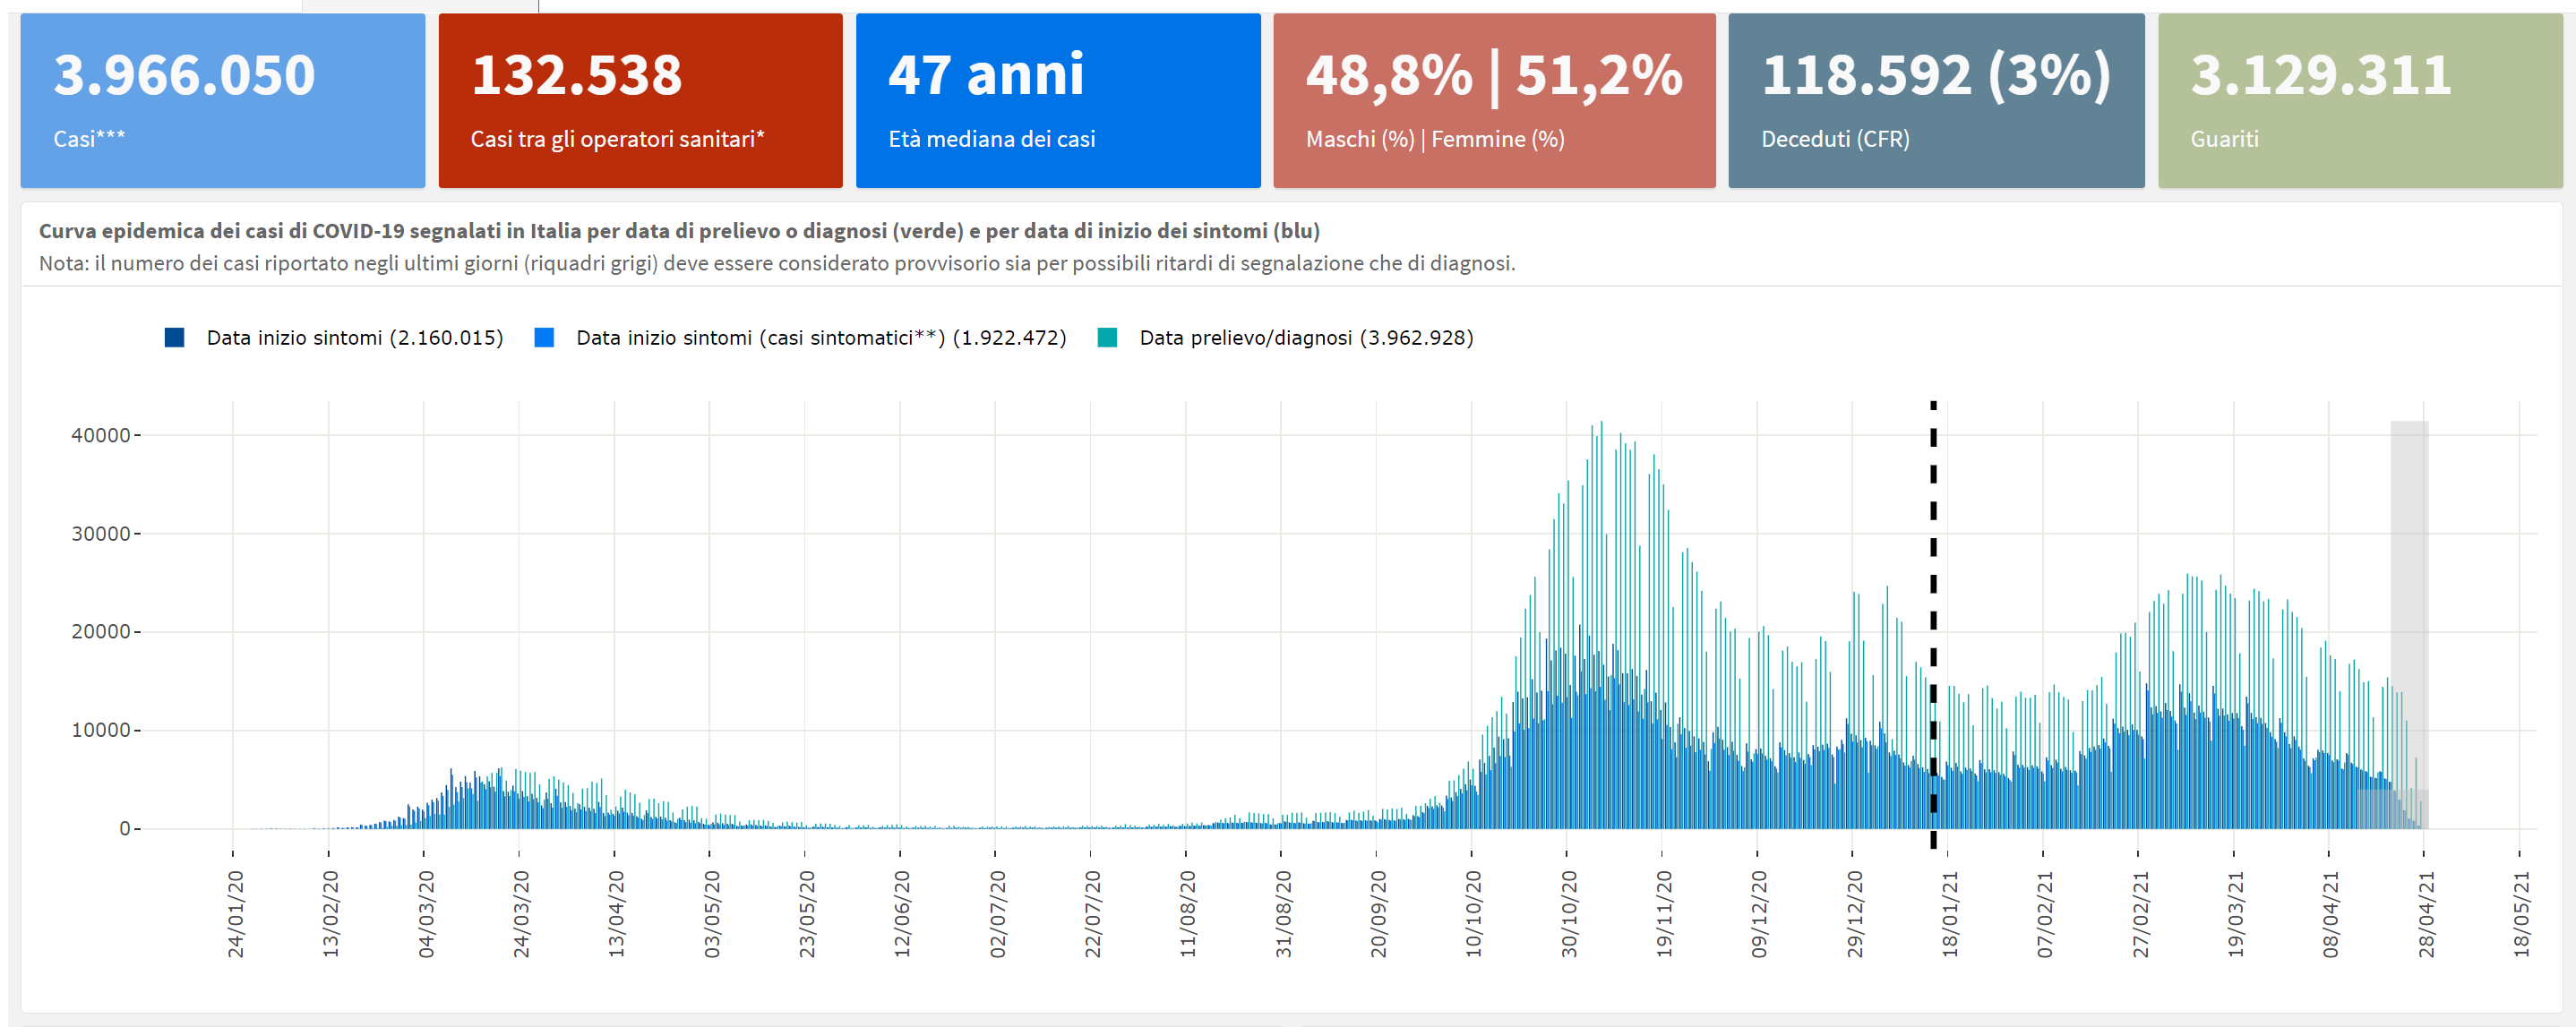 3.966.050
Casi***
132.538
Casi tra gli operatori sanitari*
47 anni
Età mediana dei casi
48,8% | 51,2%
Maschi (%) | Femmine (%)
118.592 (3%)
Deceduti (CFR)
3.129.311
Guariti
Curva epidemica dei casi di COVID-19 segnalati in Italia per data di prelievo o diagnosi (verde) e per data di inizio dei sintomi (blu)
Nota: il numero dei casi riportato negli ultimi giorni (riquadri grigi) deve essere considerato provvisorio sia per possibili ritardi di segnalazione che di diagnosi.
Data inizio sintomi (2.160.015)
Data inizio sintomi (casi sintomatici**) (1.922.472)
Data prelievo/diagnosi (3.962.928)
40000
30000
20000
10000
0
24/01/20
13/02/20
04/03/20
24/03/20
13/04/20
03/05/20
23/05/20
12/06/20
02/07/20
22/07/20
11/08/20
31/08/20
20/09/20
10/10/20
30/10/20
19/11/20
09/12/20
29/12/20
18/01/21
07/02/21
27/02/21
19/03/21
08/04/21
28/04/21
18/05/21